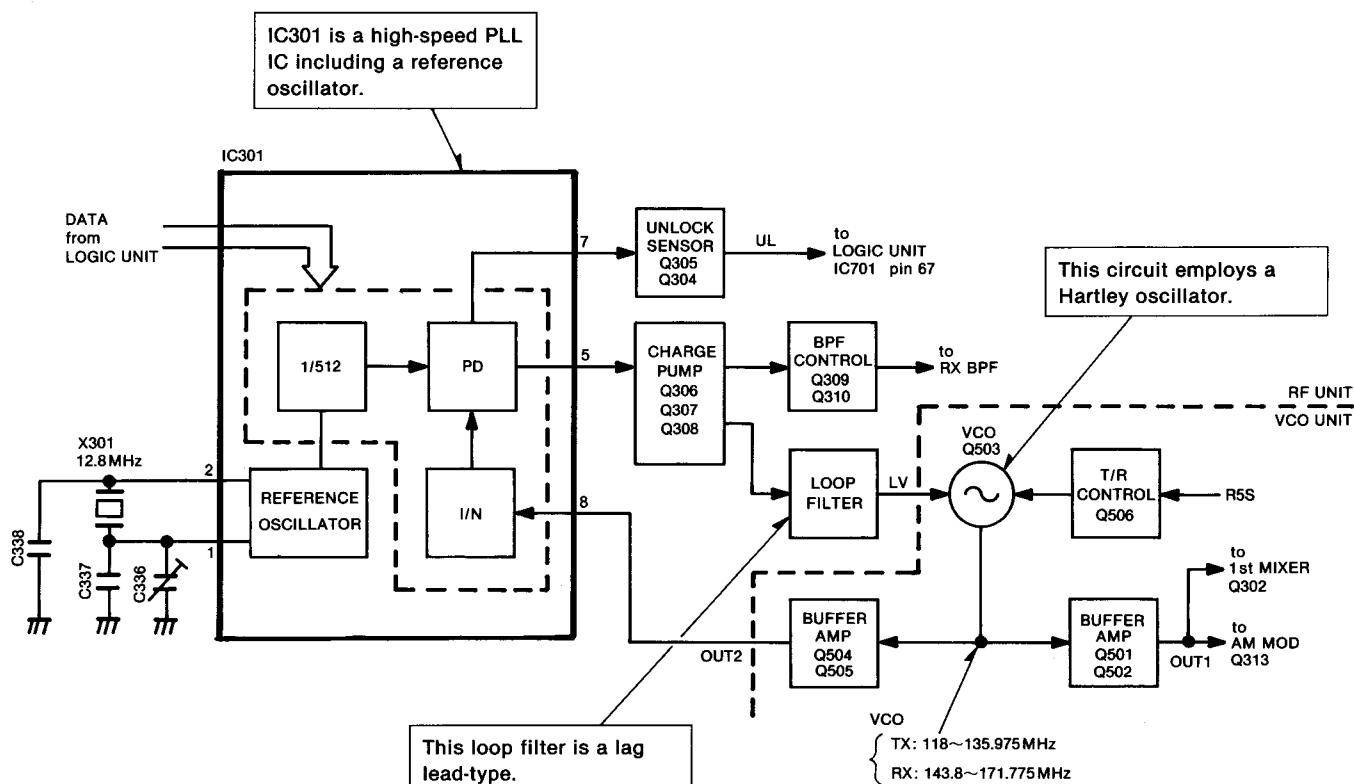 IC301 is a high-speed PLL
IC including a reference
oscillator.
IC301
DATA
from
LOGIC UNIT
7
UNLOCK
SENSOR
Q305
Q304
UL
to
LOGIC UNIT
IC701 pin 67
This circuit employs a
Hartley oscillator.
1/512
PD
5
CHARGE
PUMP
Q306
Q307
Q308
BPF
CONTROL
Q309
Q310
to
RX BPF
RF UNIT
VCO UNIT
X301
12.8MHz
2
REFERENCE
OSCILLATOR
1
I/N
8
LOOP
FILTER
LV
VCO
Q503
T/R
CONTROL
Q506
R5S
C338
C337
C336
to
1st MIXER
Q302
OUT2
BUFFER
AMP
Q504
Q505
BUFFER
AMP
Q501
Q502
OUT1
to
AM MOD
Q313
This loop filter is a lag
lead-type.
VCO
TX: 118~135.975MHz
RX: 143.8~171.775MHz